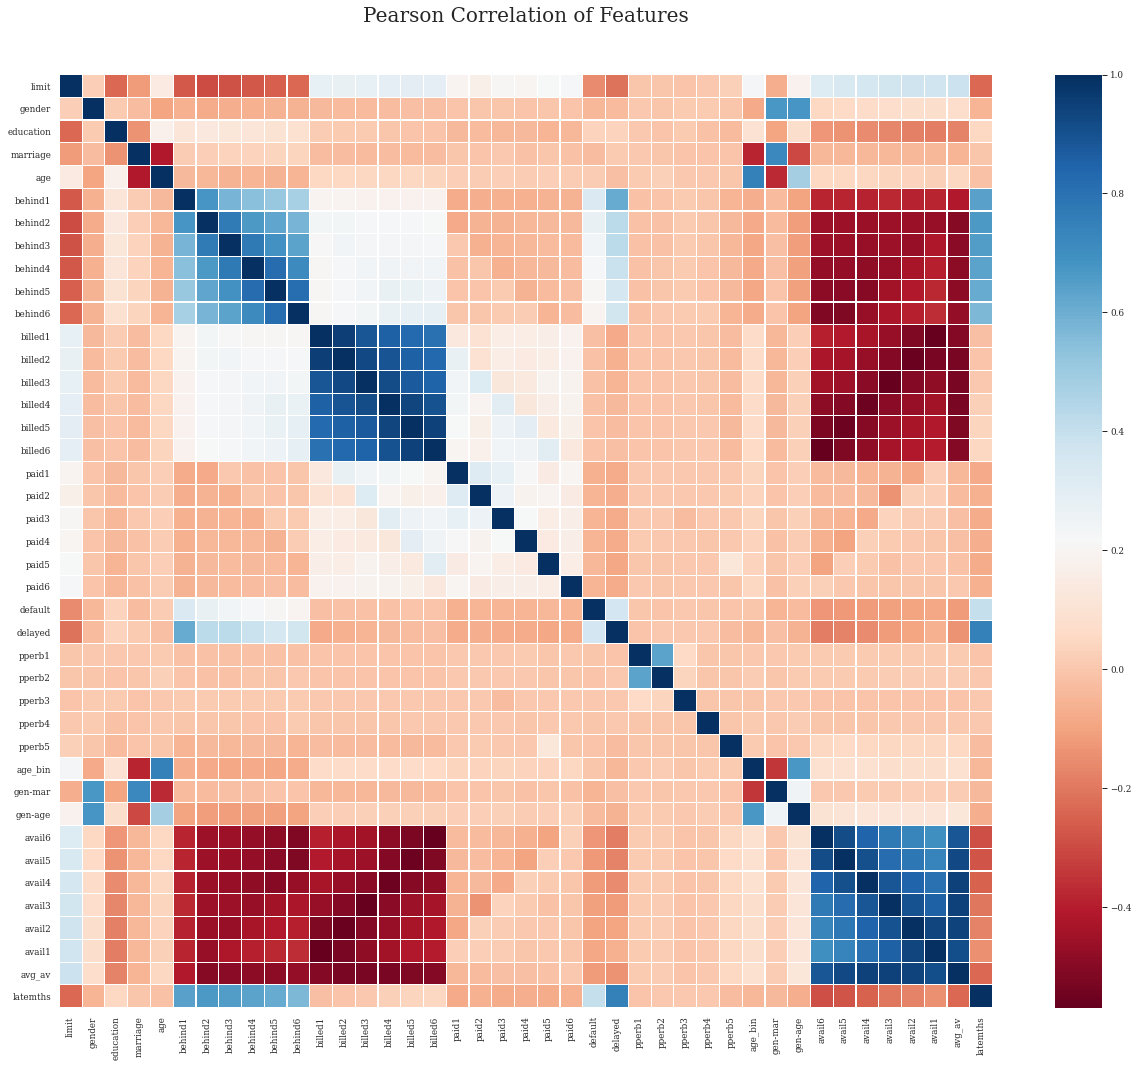 Pearson Correlation of Features
limit
gender
education
marriage
age
behind1
behind2
behind3
behind4
behind5
behind6
billed1
billed2
billed3
billed4
billed5
billed6
paid1
paid2
paid3
paid4
paid5
paid6
default
delayed
pperb1
pperb2
pperb3
pperb4
pperb5
age_bin
gen-mar
gen-age
avail6
avail5
avail4
avail3
avail2
avail1
avg_av
latemths
limit
gender
education
marriage
age
behind1
behind2
behind3
behind4
behind5
behind6
billed1
billed2
billed3
billed4
billed5
billed6
paid1
paid2
paid3
paid4
paid5
paid6
default
delayed
pperb1
pperb2
pperb3
pperb4
pperb5
age_bin
gen-mar
gen-age
avail6
avail5
avail4
avail3
avail2
avail1
avg_av
latemths
1.0
0.8
0.6
0.4
0.2
0.0
−0.2
−0.4